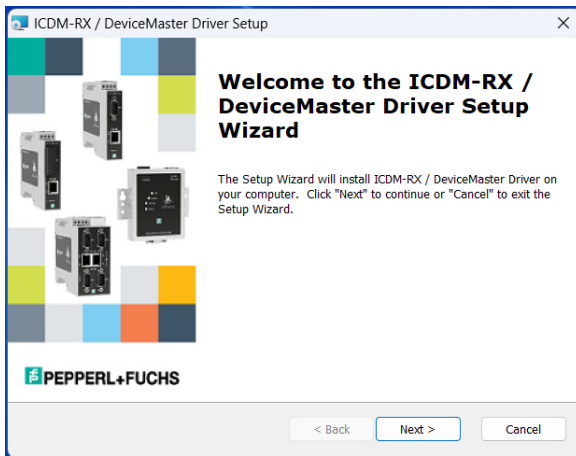 ICDM-RX / DeviceMaster Driver Setup
Welcome to the ICDM-RX /
DeviceMaster Driver Setup
Wizard
The Setup Wizard will install ICDM-RX / DeviceMaster Driver on
your computer.  Click "Next" to continue or "Cancel" to exit the
Setup Wizard.
PEPPERL+FUCHS
< Back
Next >
Cancel